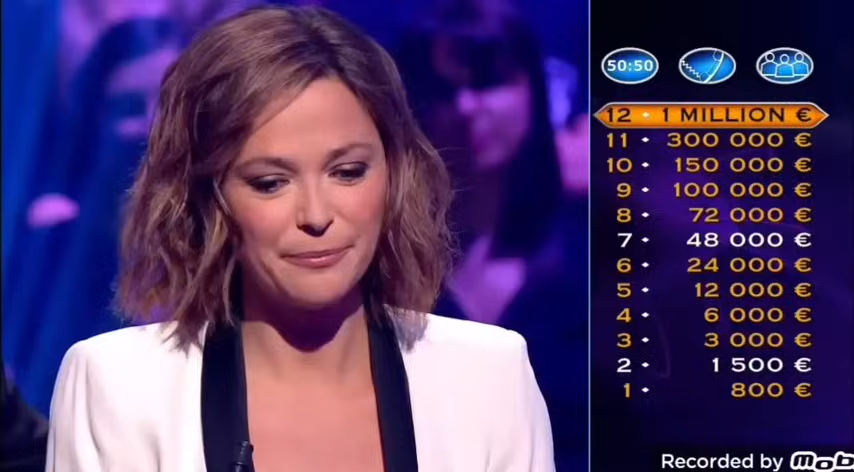 50:50
12 • 1 MILLION €
11 • 300 000 €
10 • 150 000 €
9 • 100 000 €
8 • 72 000 €
7 • 48 000 €
6 • 24 000 €
5 • 12 000 €
4 • 6 000 €
3 • 3 000 €
2 • 1 500 €
1 • 800 €
Recorded by mob